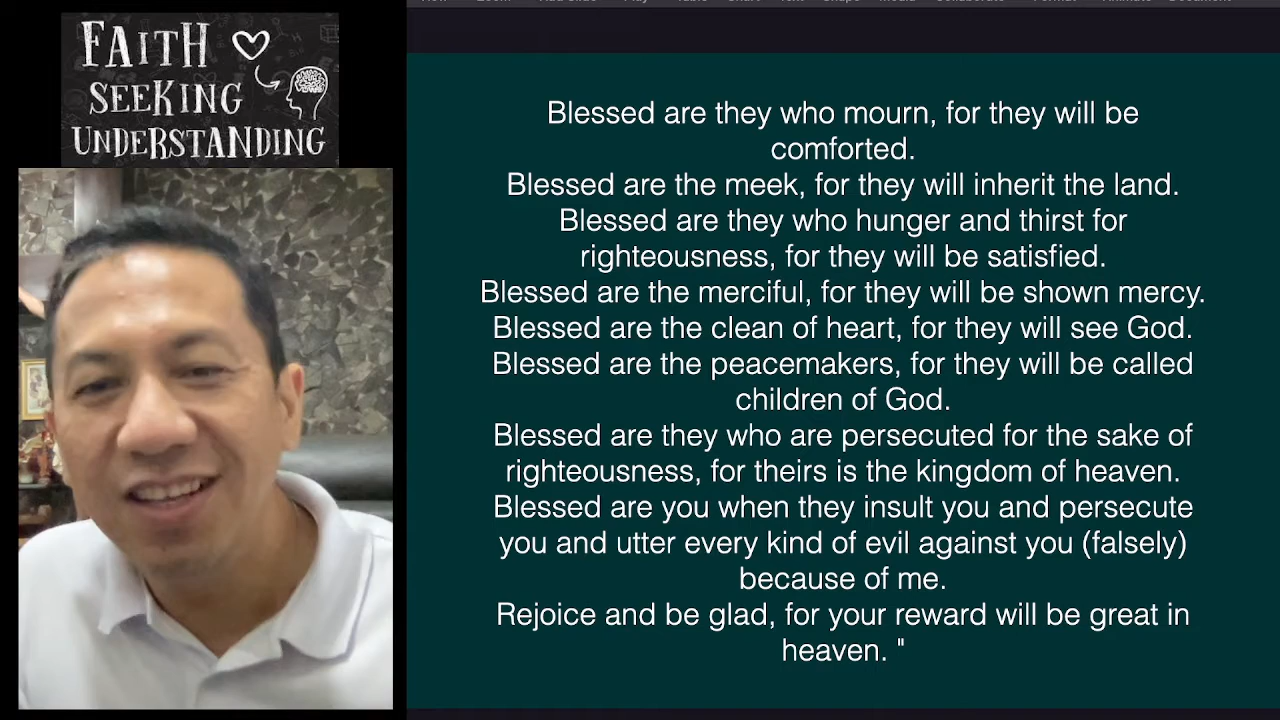 FAITH
SEEKING
UNDERSTANDING
Blessed are they who mourn, for they will be
comforted.
Blessed are the meek, for they will inherit the land.
Blessed are they who hunger and thirst for
righteousness, for they will be satisfied.
Blessed are the merciful, for they will be shown mercy.
Blessed are the clean of heart, for they will see God.
Blessed are the peacemakers, for they will be called
children of God.
Blessed are they who are persecuted for the sake of
righteousness, for theirs is the kingdom of heaven.
Blessed are you when they insult you and persecute
you and utter every kind of evil against you (falsely)
because of me.
Rejoice and be glad, for your reward will be great in
heaven. "